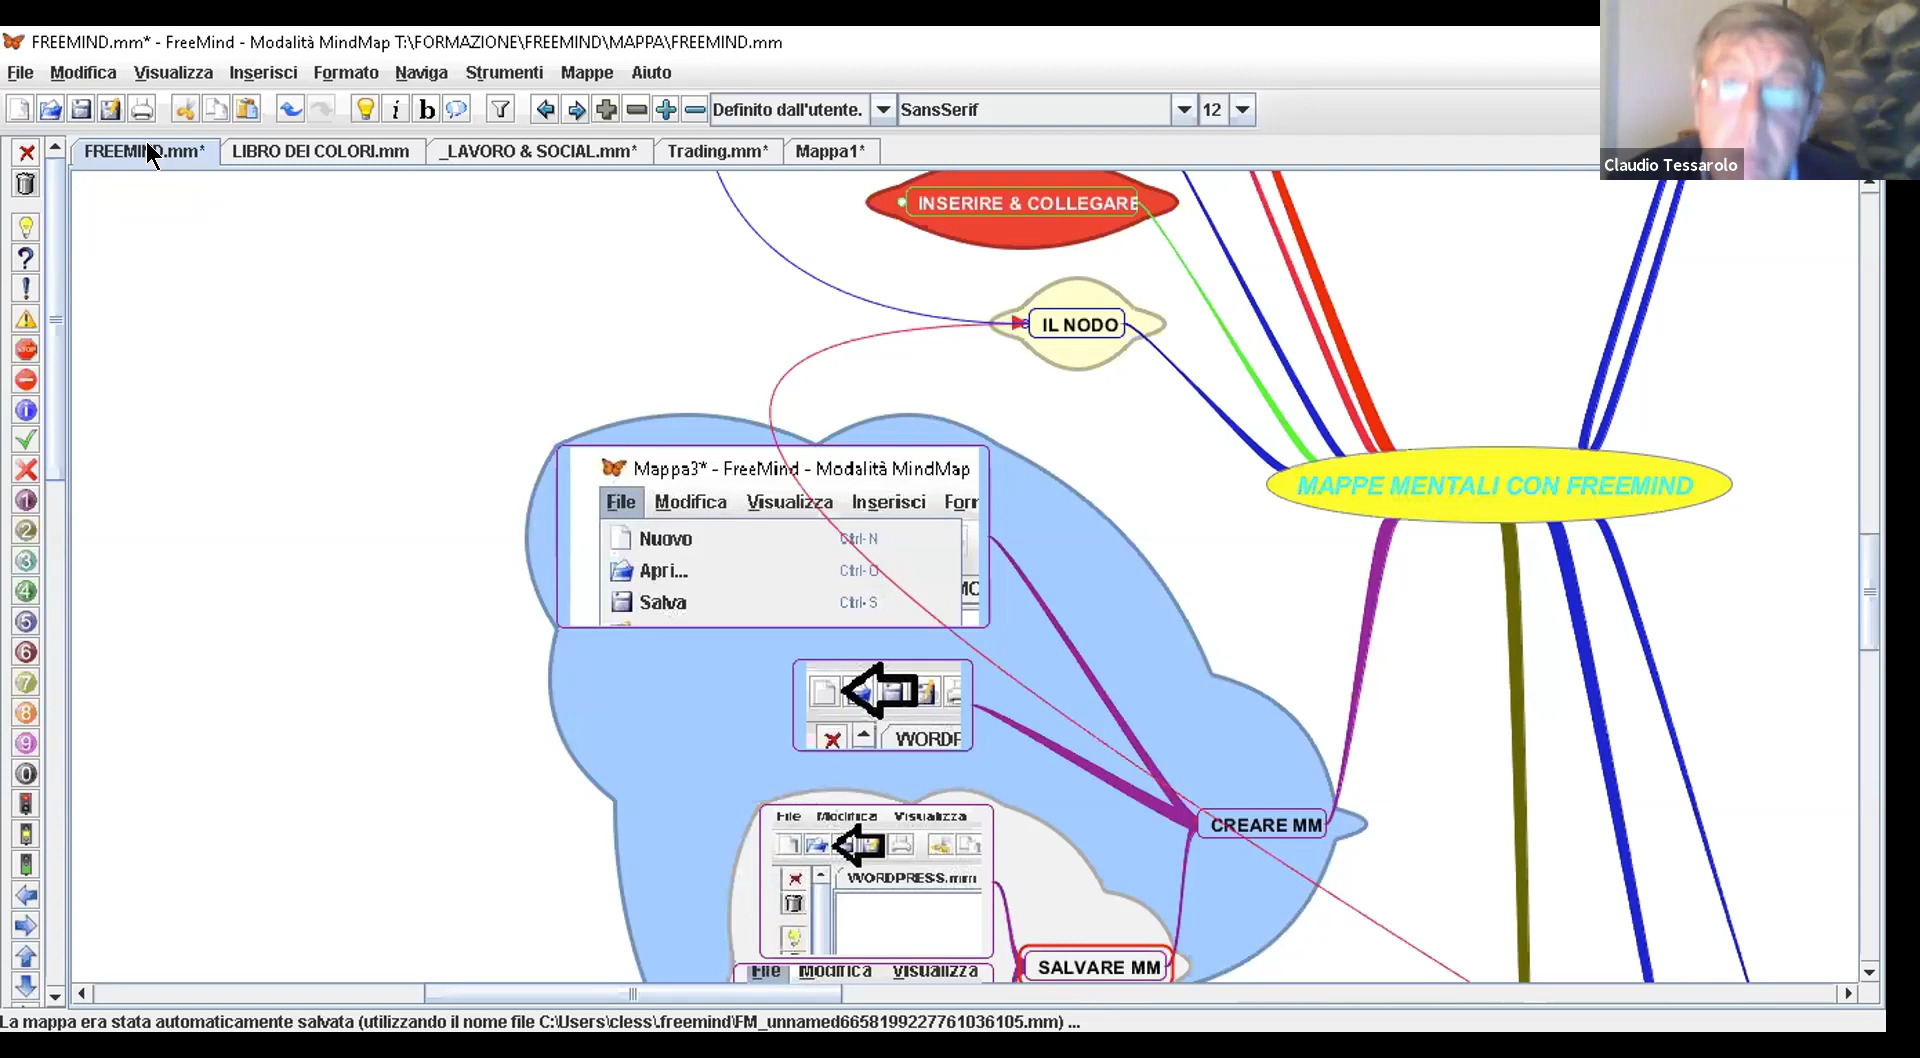 FREEMIND.mm* - FreeMind - Modalità MindMap T:\FORMAZIONE\FREEMIND\MAPPA\FREEMIND.mm
File Modifica Visualizza Inserisci Formato Naviga Strumenti Mappe Aiuto
Definito dall'utente. SansSerif 12
FREEMIND.mm* LIBRO DEI COLORI.mm _LAVORO & SOCIAL.mm* Trading.mm* Mappa1*
Claudio Tessarolo
INSERIRE & COLLEGARE
IL NODO
MAPPE MENTALI CON FREEMIND
Mappa3* - FreeMind - Modalità MindMap
File Modifica Visualizza Inserisci Forr
Nuovo Ctrl-N
Apri... Ctrl-O
Salva Ctrl-S
WORDF
File Modifica Visualizza
WORDPRESS.mm
CREARE MM
SALVARE MM
File Modifica Visualizza
La mappa era stata automaticamente salvata (utilizzando il nome file C:\Users\cless\.freemind\FM_unnamed6658199227761036105.mm) ...